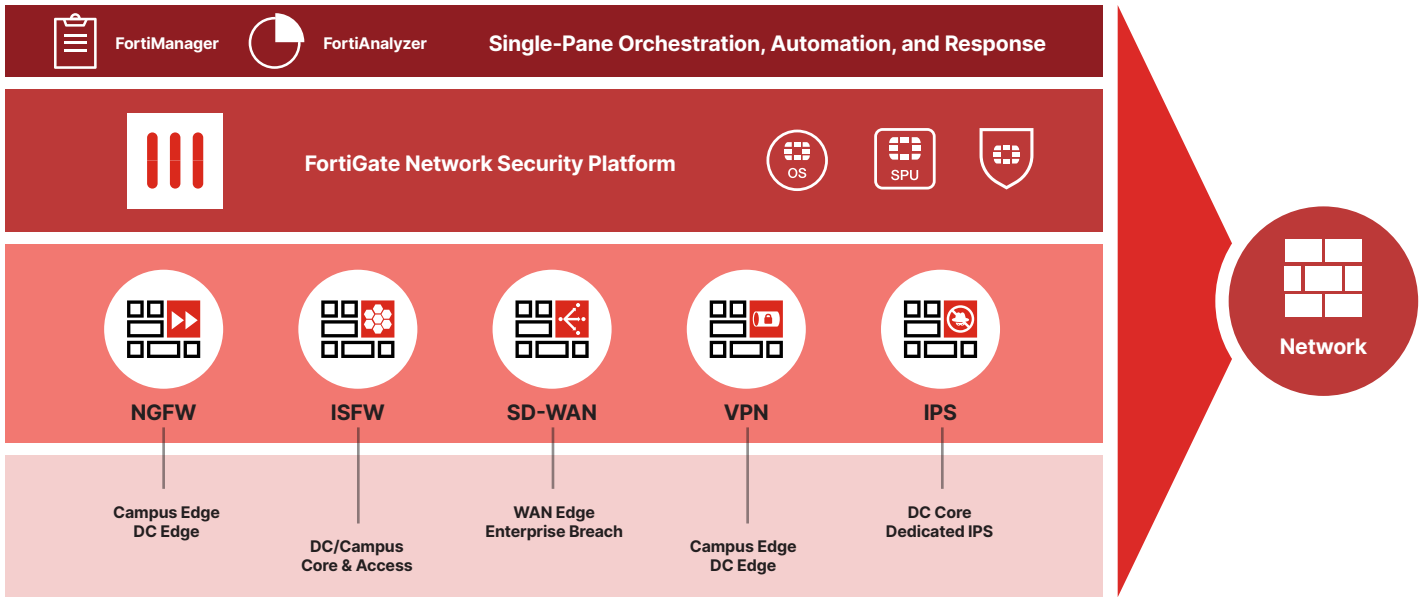 FortiManager
FortiAnalyzer
Single-Pane Orchestration, Automation, and Response
FortiGate Network Security Platform
OS
SPU
NGFW
ISFW
SD-WAN
VPN
IPS
Campus Edge
DC Edge
DC/Campus
Core & Access
WAN Edge
Enterprise Breach
Campus Edge
DC Edge
DC Core
Dedicated IPS
Network